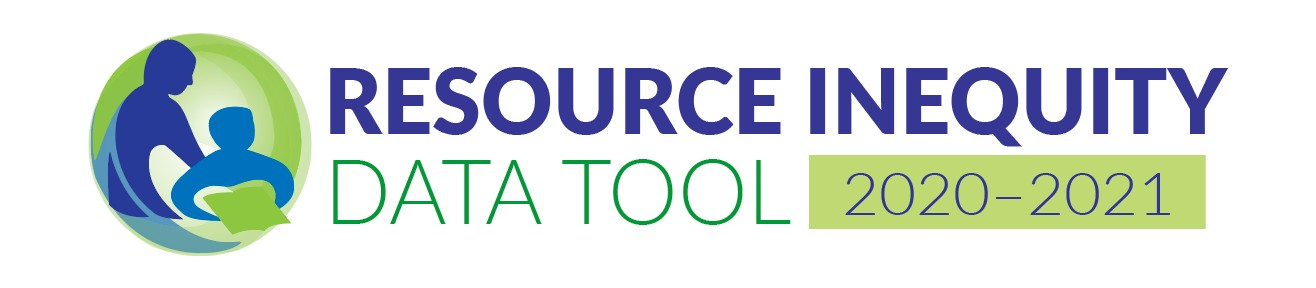 RESOURCE INEQUITY
DATA TOOL 2020–2021